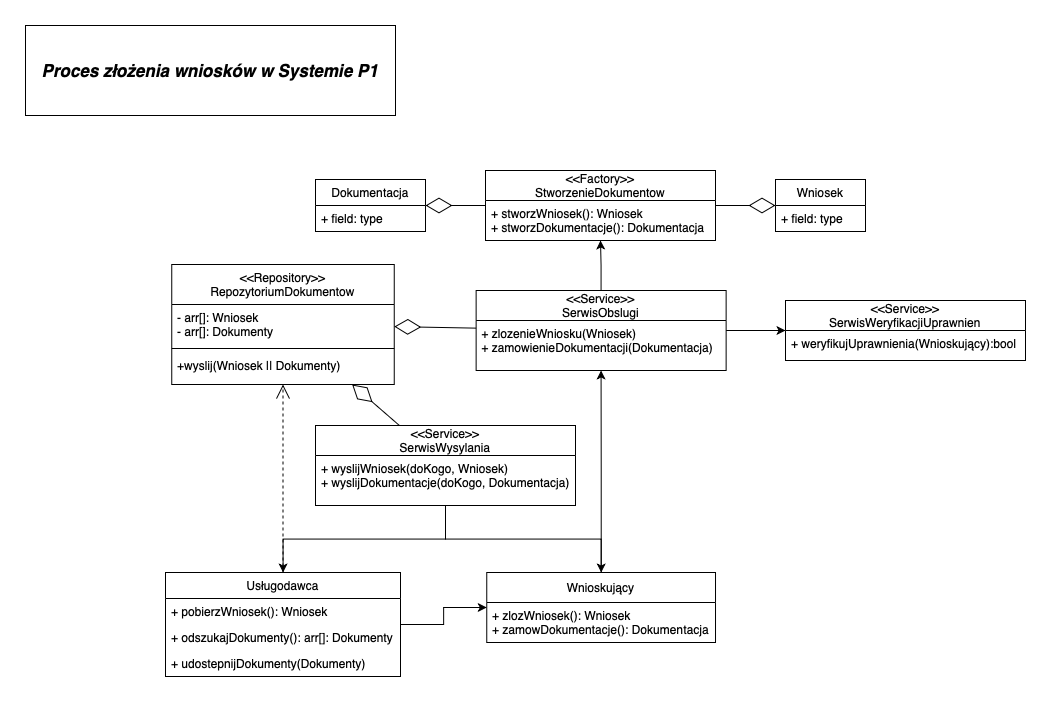 Proces złożenia wniosków w Systemie P1
Dokumentacja
+ field: type
<<Factory>>
StworzenieDokumentow
+ stworzWniosek(): Wniosek
+ stworzDokumentacje(): Dokumentacja
Wniosek
+ field: type
<<Repository>>
RepozytoriumDokumentow
- arr[]: Wniosek
- arr[]: Dokumenty
+wyslij(Wniosek II Dokumenty)
<<Service>>
SerwisObslugi
+ zlozenieWniosku(Wniosek)
+ zamowienieDokumentacji(Dokumentacja)
<<Service>>
SerwisWeryfikacjiUprawnien
+ weryfikujUprawnienia(Wnioskujący):bool
<<Service>>
SerwisWysylania
+ wyslijWniosek(doKogo, Wniosek)
+ wyslijDokumentacje(doKogo, Dokumentacja)
Usługodawca
+ pobierzWniosek(): Wniosek
+ odszukajDokumenty(): arr[]: Dokumenty
+ udostepnijDokumenty(Dokumenty)
Wnioskujący
+ zlozWniosek(): Wniosek
+ zamowDokumentacje(): Dokumentacja